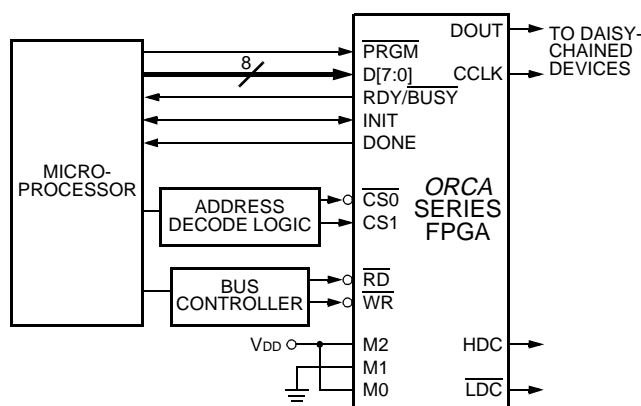 DOUT
TO DAISY-
CHAINED
DEVICES
8
PRGM
D[7:0]
CCLK
RDY/BUSY
INIT
DONE
MICRO-
PROCESSOR
ADDRESS
DECODE LOGIC
CS0
CS1
ORCA
SERIES
FPGA
BUS
CONTROLLER
RD
WR
VDD
M2
M1
M0
HDC
LDC